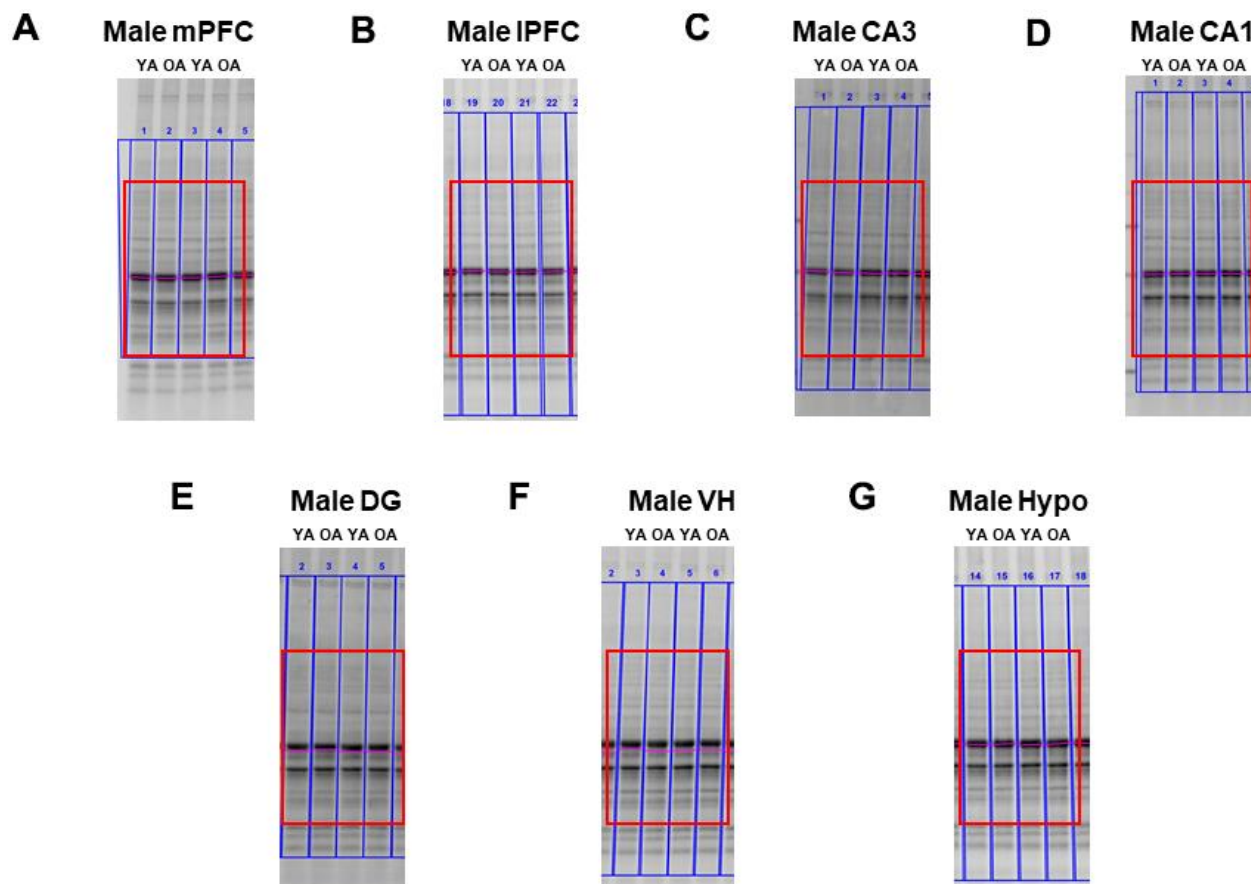 A Male mPFC
YA OA YA OA
1 2 3 4 5
B Male lPFC
YA OA YA OA
18 19 20 21 22 2
C Male CA3
YA OA YA OA
1 2 3 4
D Male CA1
YA OA YA OA
1 2 3 4
E Male DG
YA OA YA OA
2 3 4 5
F Male VH
YA OA YA OA
2 3 4 5 6
G Male Hypo
YA OA YA OA
14 15 16 17 18